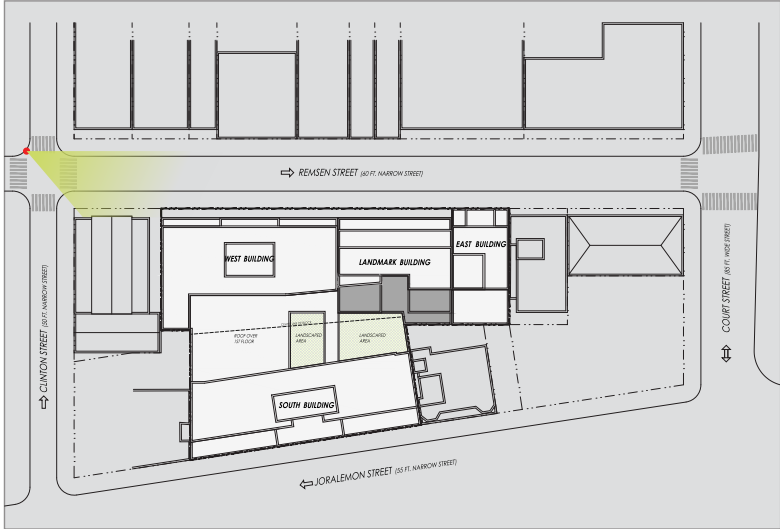 REMSEN STREET (60 FT. NARROW STREET)
WEST BUILDING
LANDMARK BUILDING
EAST BUILDING
ROOF OVER
1ST FLOOR
LANDSCAPED
AREA
LANDSCAPED
AREA
SOUTH BUILDING
CLINTON STREET (50 FT. NARROW STREET)
COURT STREET (85 FT. WIDE STREET)
JORALEMON STREET (55 FT. NARROW STREET)